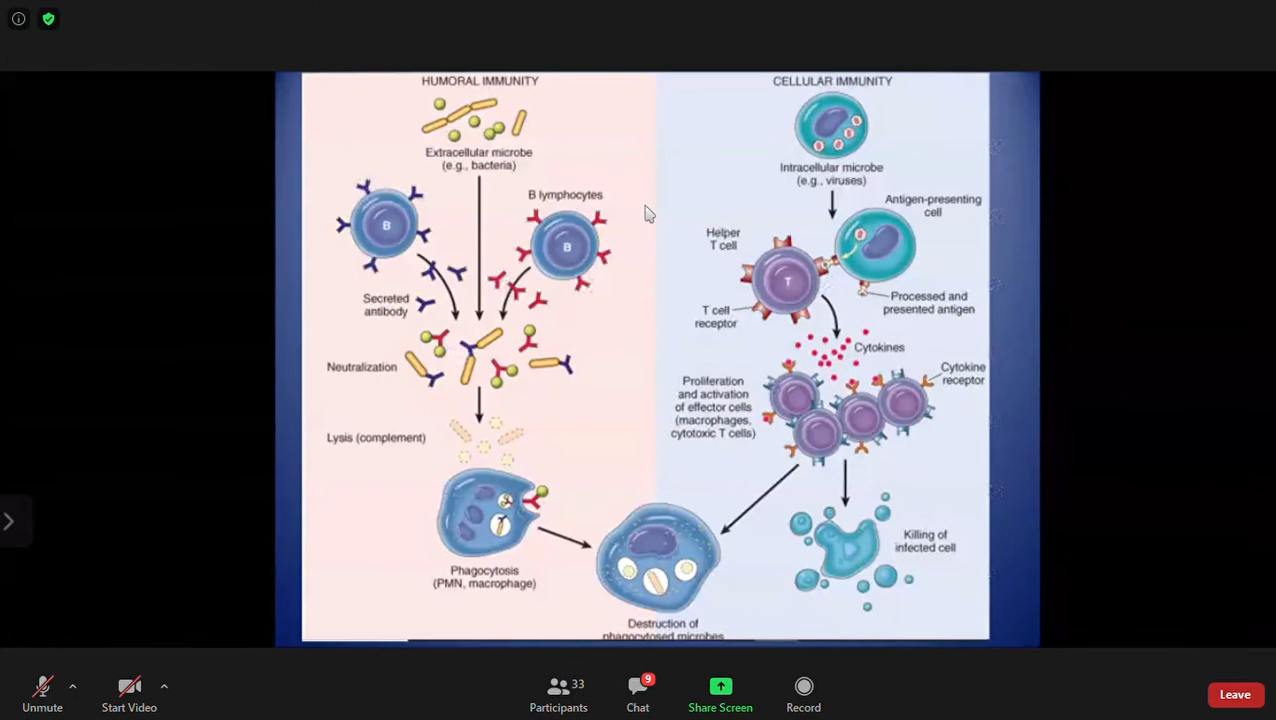 HUMORAL IMMUNITY
Extracellular microbe
(e.g., bacteria)
B lymphocytes
B
B
Secreted
antibody
Neutralization
Lysis (complement)
Phagocytosis
(PMN, macrophage)
CELLULAR IMMUNITY
Intracellular microbe
(e.g., viruses)
Antigen-presenting
cell
Helper
T cell
T
T cell
receptor
Processed and
presented antigen
Cytokines
Cytokine
receptor
Proliferation
and activation
of effector cells
(macrophages,
cytotoxic T cells)
Killing of
infected cell
Destruction of
phagocytosed microbes
Unmute
Start Video
33
Participants
9
Chat
Share Screen
Record
Leave